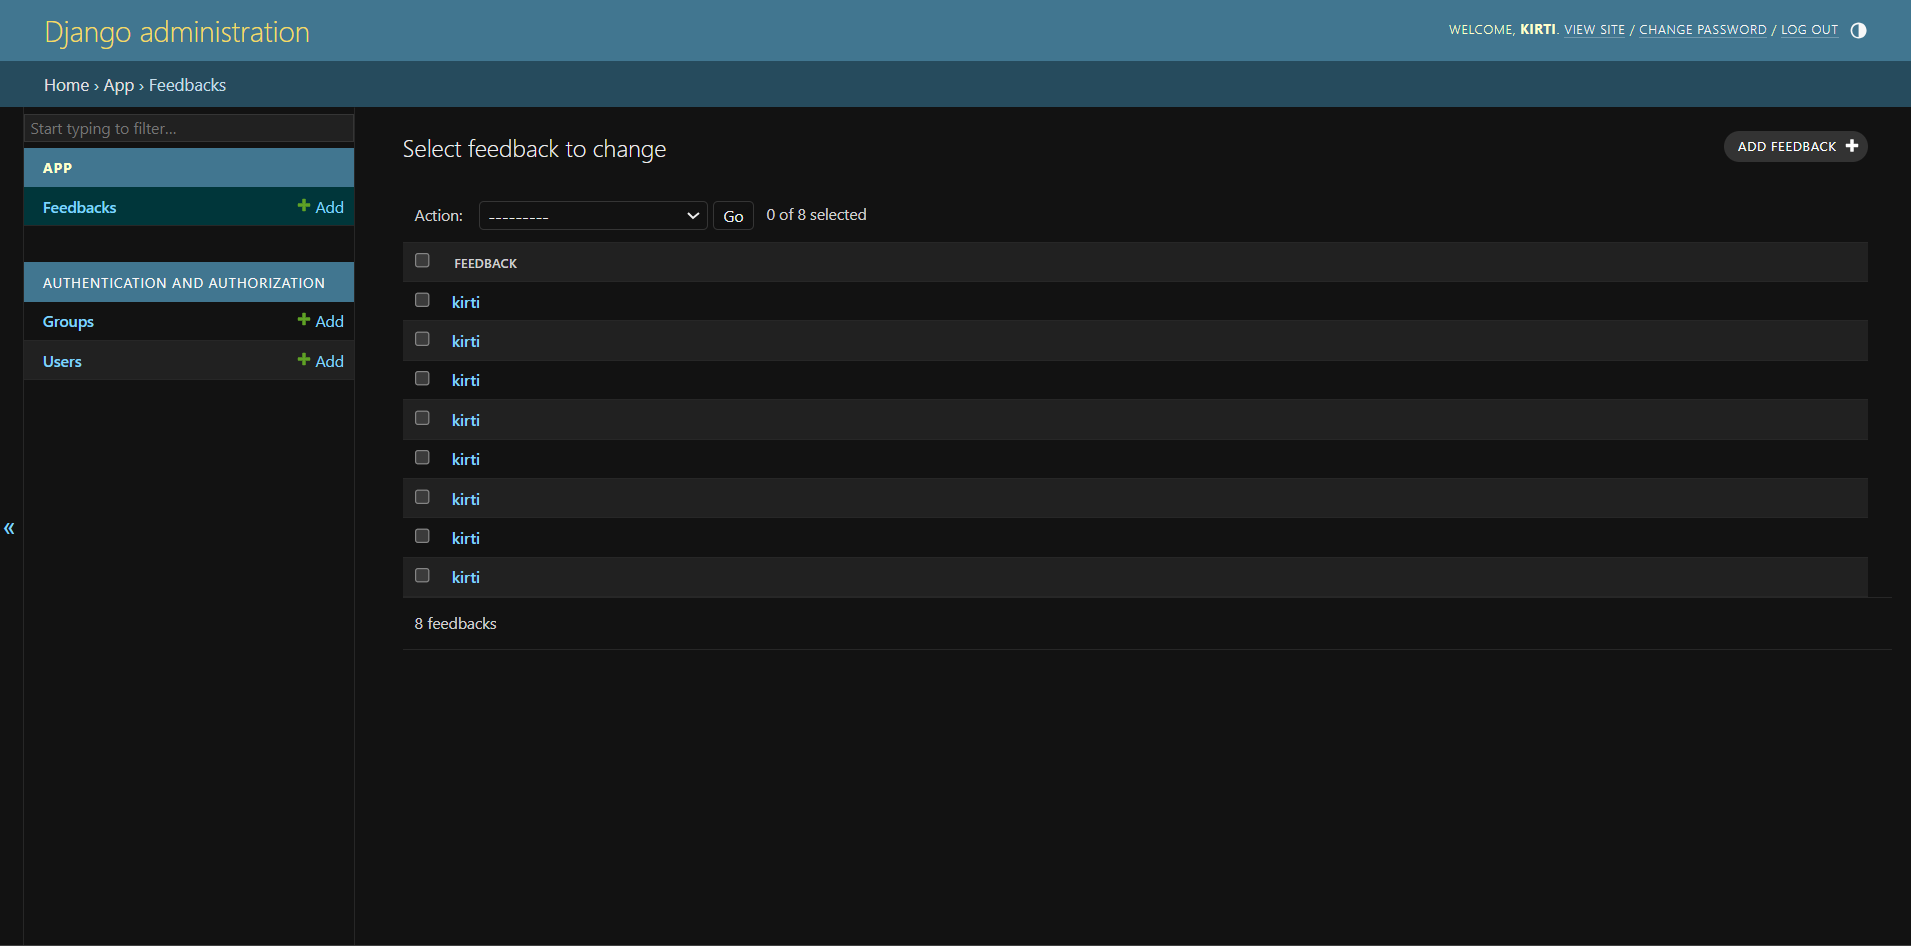 Django administration
WELCOME, KIRTI. VIEW SITE / CHANGE PASSWORD / LOG OUT
Home › App › Feedbacks
Start typing to filter...
APP
Feedbacks
+ Add
AUTHENTICATION AND AUTHORIZATION
Groups
+ Add
Users
+ Add
«
Select feedback to change
ADD FEEDBACK +
Action: --------- Go 0 of 8 selected
FEEDBACK
kirti
kirti
kirti
kirti
kirti
kirti
kirti
kirti
8 feedbacks